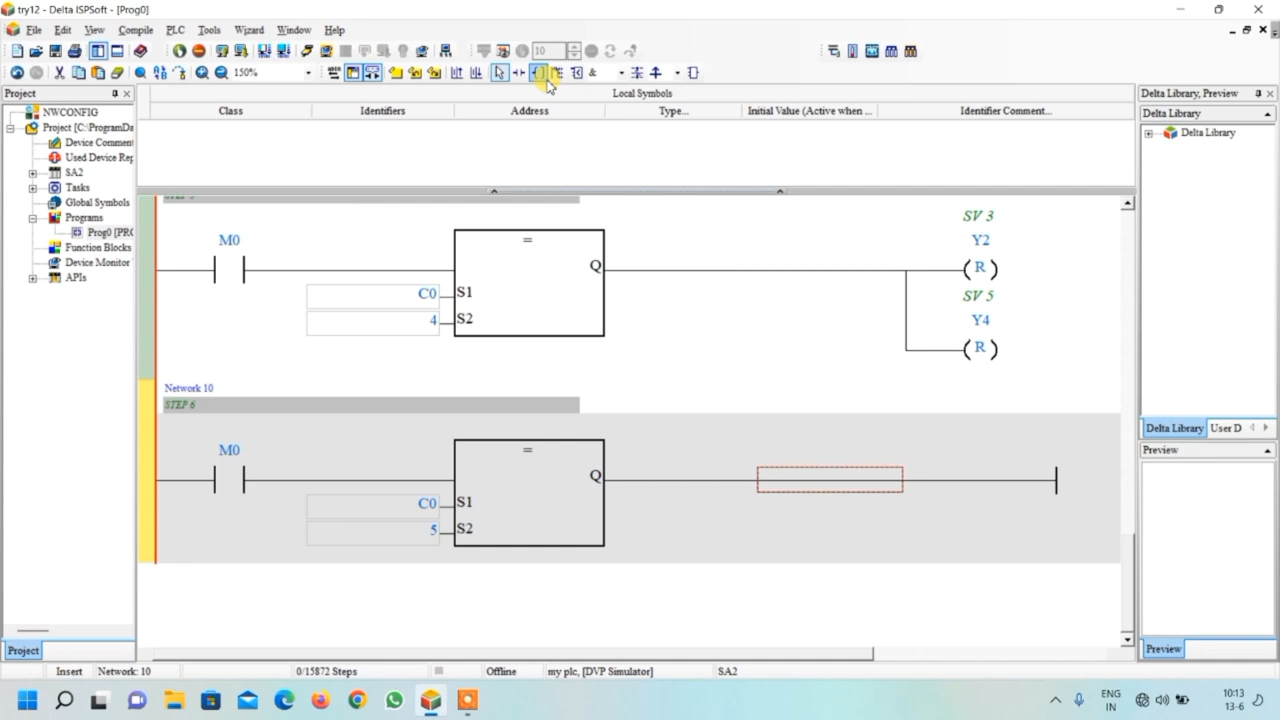 try12 - Delta ISPSoft - [Prog0]
File Edit View Compile PLC Tools Wizard Window Help
10
150%
&
Project
Local Symbols
Delta Library, Preview
Class Identifiers Address Type... Initial Value (Active when ... Identifier Comment...
Delta Library
NWCONFIG
Project [C:\ProgramDa
Device Comment
Used Device Rep
SA2
Tasks
Global Symbols
Programs
Prog0 [PRG
Function Blocks
Device Monitor
APIs
Delta Library
SV 3
M0
=
Y2
Q
R
C0 S1
SV 5
4 S2
Y4
R
Network 10
STEP 6
M0
=
Q
C0 S1
5 S2
Delta Library User D
Preview
Project
Preview
Insert Network: 10 0/15872 Steps Offline my plc, [DVP Simulator] SA2
ENG
IN
10:13
13-6